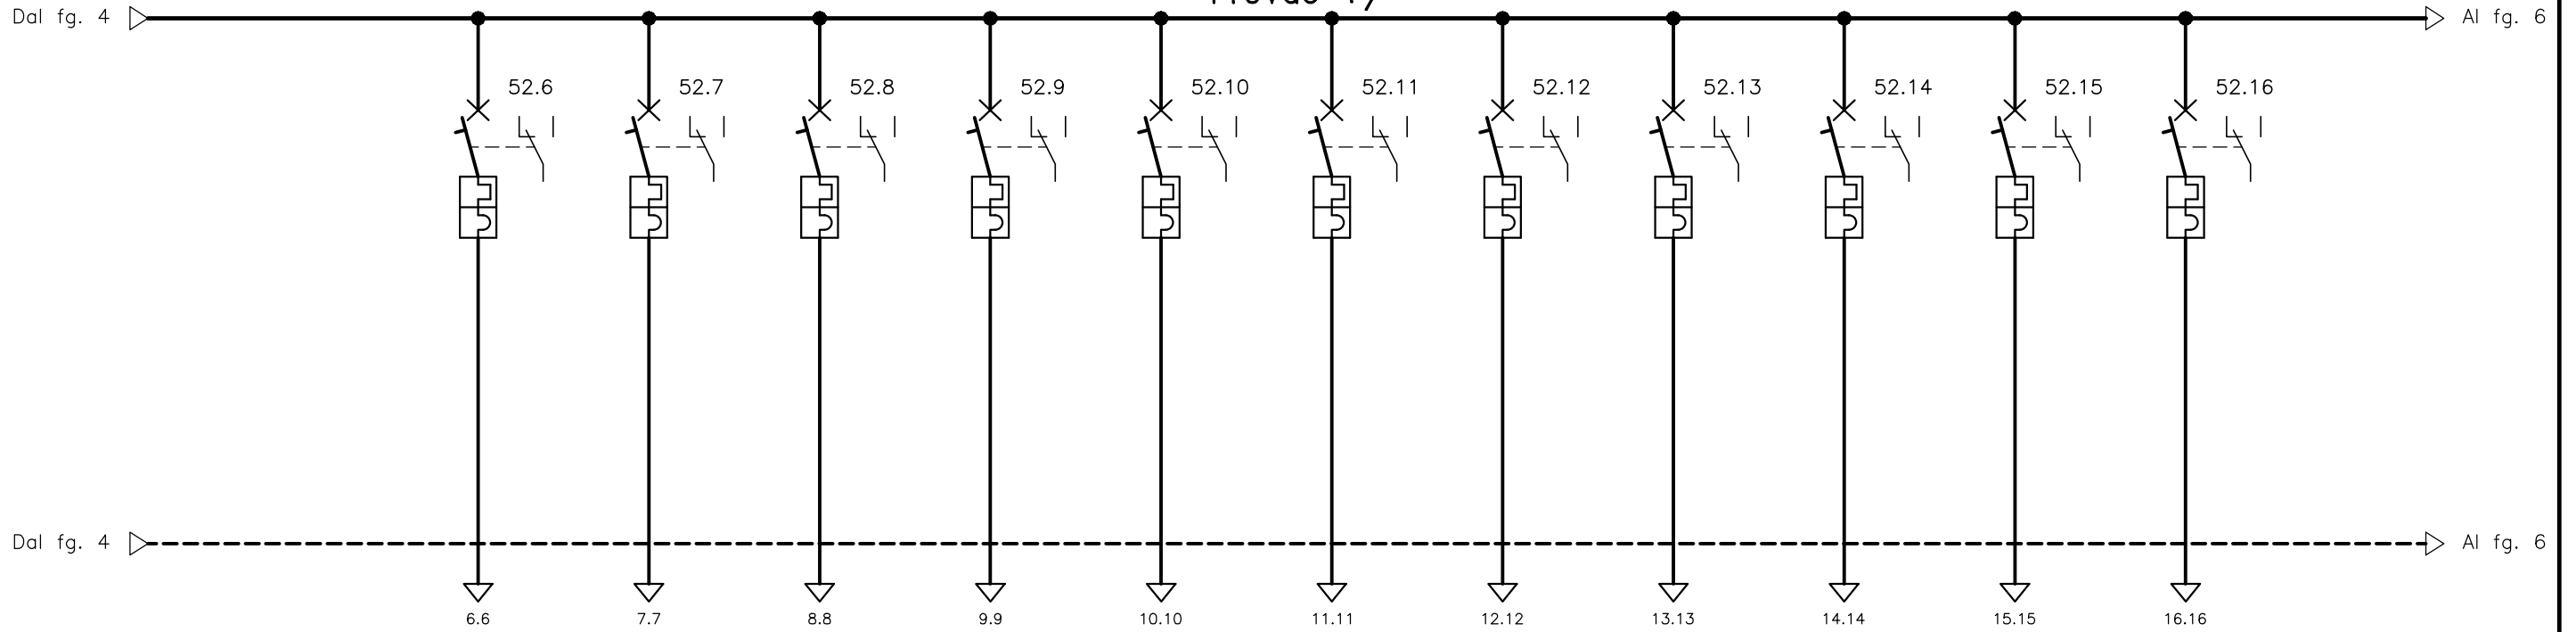 Dal fg. 4
Al fg. 6
52.6 52.7 52.8 52.9 52.10 52.11 52.12 52.13 52.14 52.15 52.16
Dal fg. 4
Al fg. 6
6.6 7.7 8.8 9.9 10.10 11.11 12.12 13.13 14.14 15.15 16.16